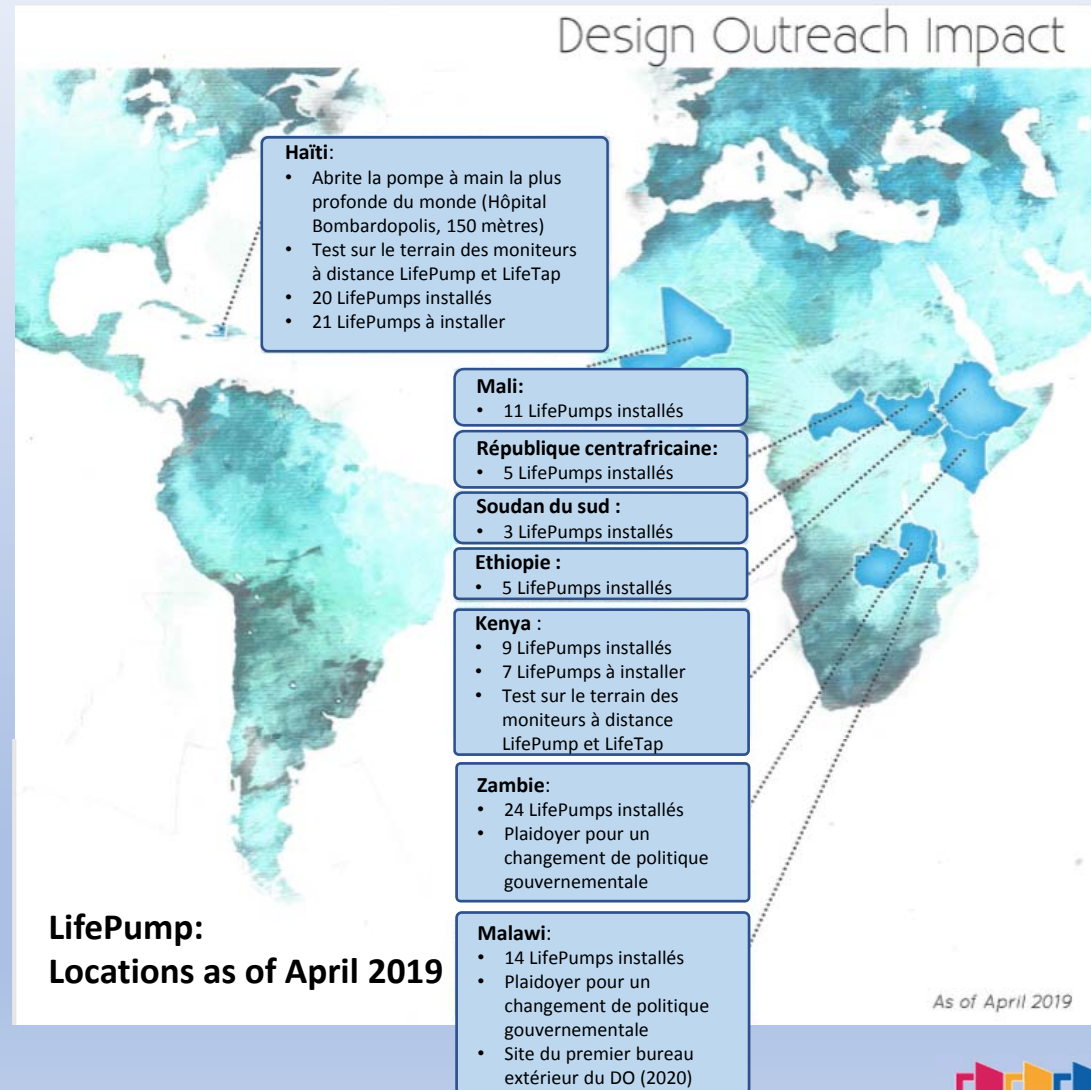 Design Outreach Impact
Haïti:
• Abrite la pompe à main la plus
profonde du monde (Hôpital
Bombardopolis, 150 mètres)
• Test sur le terrain des moniteurs
à distance LifePump et LifeTap
• 20 LifePumps installés
• 21 LifePumps à installer
Mali:
• 11 LifePumps installés
République centrafricaine:
• 5 LifePumps installés
Soudan du sud :
• 3 LifePumps installés
Ethiopie :
• 5 LifePumps installés
Kenya :
• 9 LifePumps installés
• 7 LifePumps à installer
• Test sur le terrain des
moniteurs à distance
LifePump et LifeTap
Zambie:
• 24 LifePumps installés
• Plaidoyer pour un
changement de politique
gouvernementale
Malawi:
• 14 LifePumps installés
• Plaidoyer pour un
changement de politique
gouvernementale
• Site du premier bureau
extérieur du DO (2020)
LifePump:
Locations as of April 2019
As of April 2019